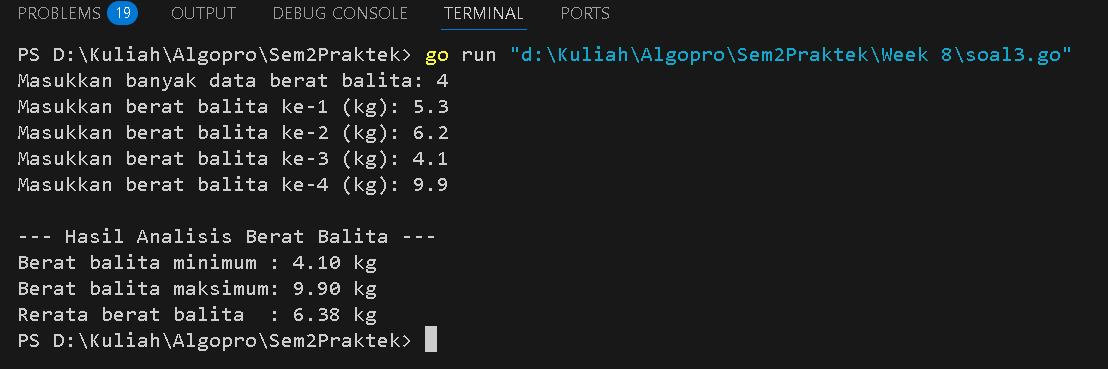 PROBLEMS 19 OUTPUT DEBUG CONSOLE TERMINAL PORTS
PS D:\Kuliah\Algopro\Sem2Praktek> go run "d:\Kuliah\Algopro\Sem2Praktek\Week 8\soal3.go"
Masukkan banyak data berat balita: 4
Masukkan berat balita ke-1 (kg): 5.3
Masukkan berat balita ke-2 (kg): 6.2
Masukkan berat balita ke-3 (kg): 4.1
Masukkan berat balita ke-4 (kg): 9.9
--- Hasil Analisis Berat Balita ---
Berat balita minimum : 4.10 kg
Berat balita maksimum: 9.90 kg
Rerata berat balita  : 6.38 kg
PS D:\Kuliah\Algopro\Sem2Praktek>